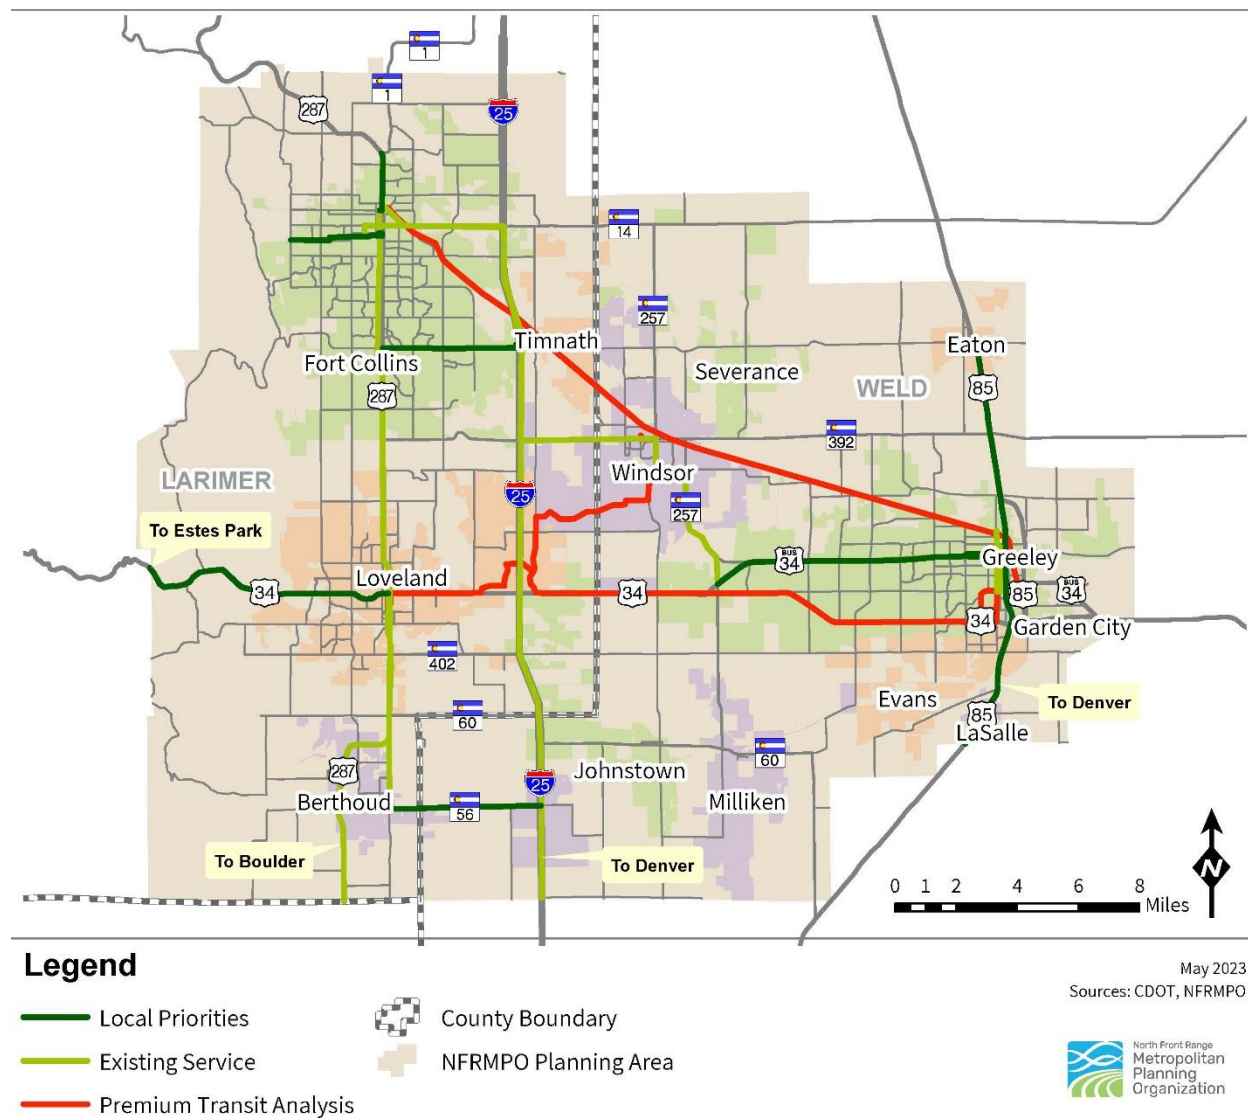 1
1
287
25
14
257
Timnath
Eaton
Fort Collins
Severance
WELD
85
287
392
LARIMER
Windsor
25
257
To Estes Park
BUS
34
Greeley
Loveland
34
34
85
BUS
34
34
Garden City
402
Evans
To Denver
60
85
LaSalle
60
Johnstown
287
25
Berthoud
56
Milliken
To Boulder
To Denver
N
0 1 2 4 6 8
Miles
Legend
May 2023
Sources: CDOT, NFRMPO
Local Priorities
County Boundary
Existing Service
NFRMPO Planning Area
Premium Transit Analysis
North Front Range
Metropolitan
Planning
Organization